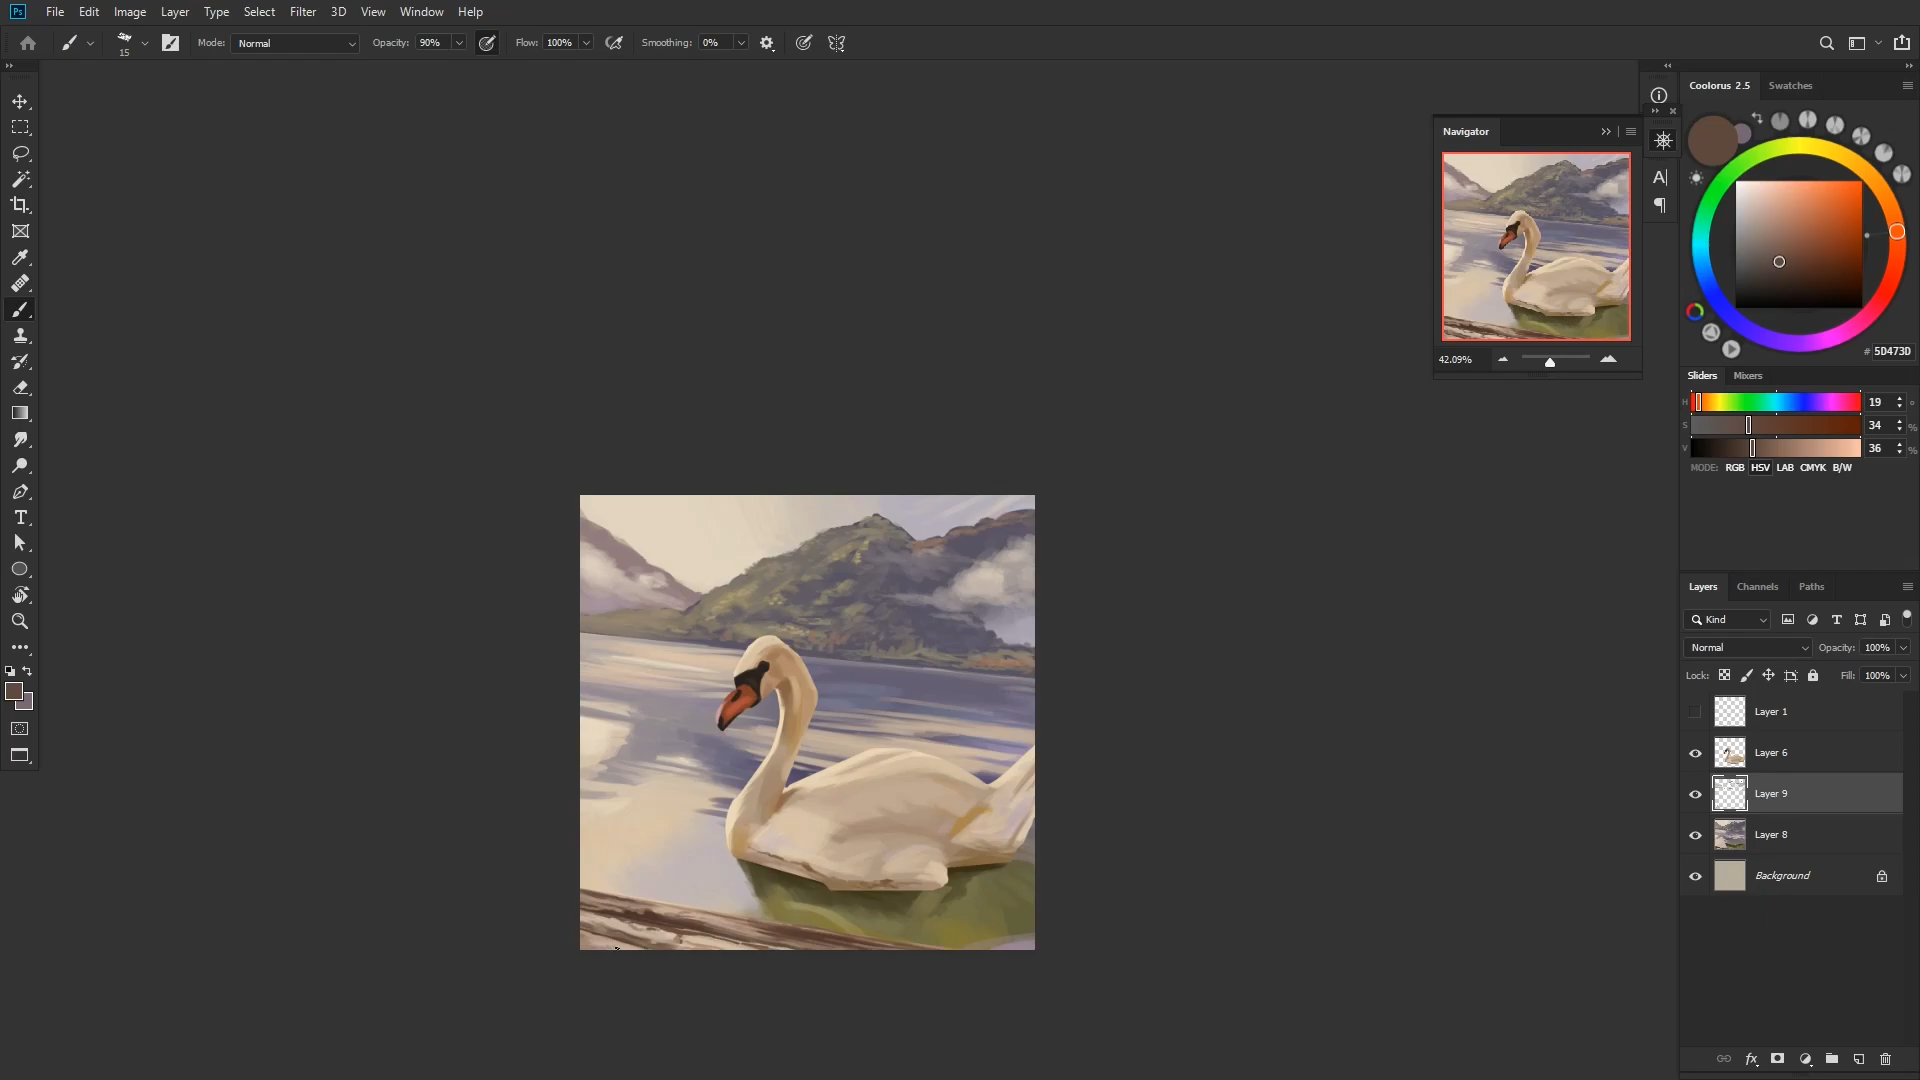 Ps File Edit Image Layer Type Select Filter 3D View Window Help
15 Mode: Normal Opacity: 90% Flow: 100% Smoothing: 0%
Coolorus 2.5 Swatches
Navigator
A|
42.09%
# 5D473D
Sliders Mixers
H 19 °
S 34 %
V 36 %
MODE: RGB HSV LAB CMYK B/W
Layers Channels Paths
Kind
Normal Opacity: 100%
Lock: Fill: 100%
Layer 1
Layer 6
Layer 9
Layer 8
Background
fx